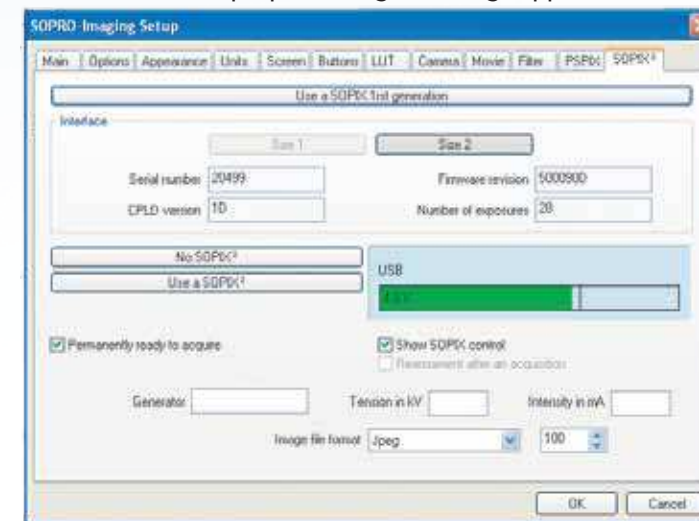 SOPRO-Imaging Setup
Main Options Appearance Units Screen Buttons LUT Camera Movie Filter PSPIX SOPIX²
Use a SOPIX 1st generation
Interface
Size 1 Size 2
Serial number 20499 Firmware revision 5000900
CPLD version 1D Number of exposures 28
No SOPIX²
Use a SOPIX²
USB
Permanently ready to acquire Show SOPIX control
Reassessment after an acquisition
Generator Tension in kV Intensity in mA
Image file format Jpeg 100
OK Cancel